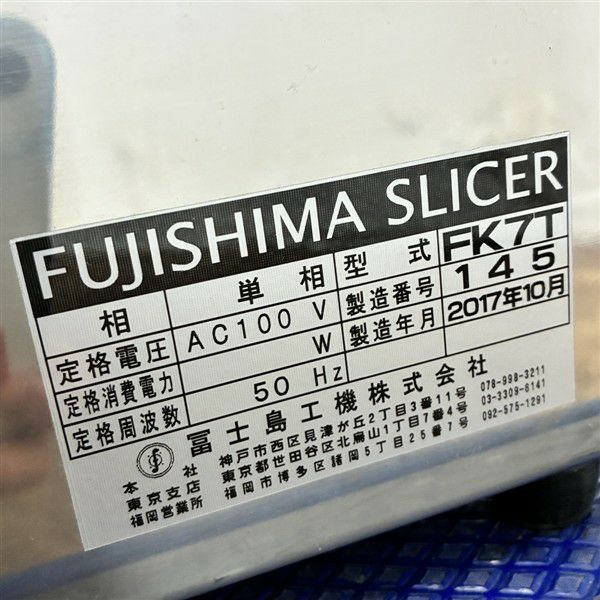 FUJISHIMA SLICER
相 単相 型式 FK7T
定格電圧 AC100 V 製造番号 145
定格消費電力 W 製造年月 2017年10月
定格周波数 50 Hz
冨士島工機株式会社
本社 神戸市西区見津が丘2丁目3番11号 078-998-3211
東京支店 東京都世田谷区北烏山1丁目7番4号 03-3309-6141
福岡営業所 福岡市博多区諸岡5丁目25番7号 092-575-1291